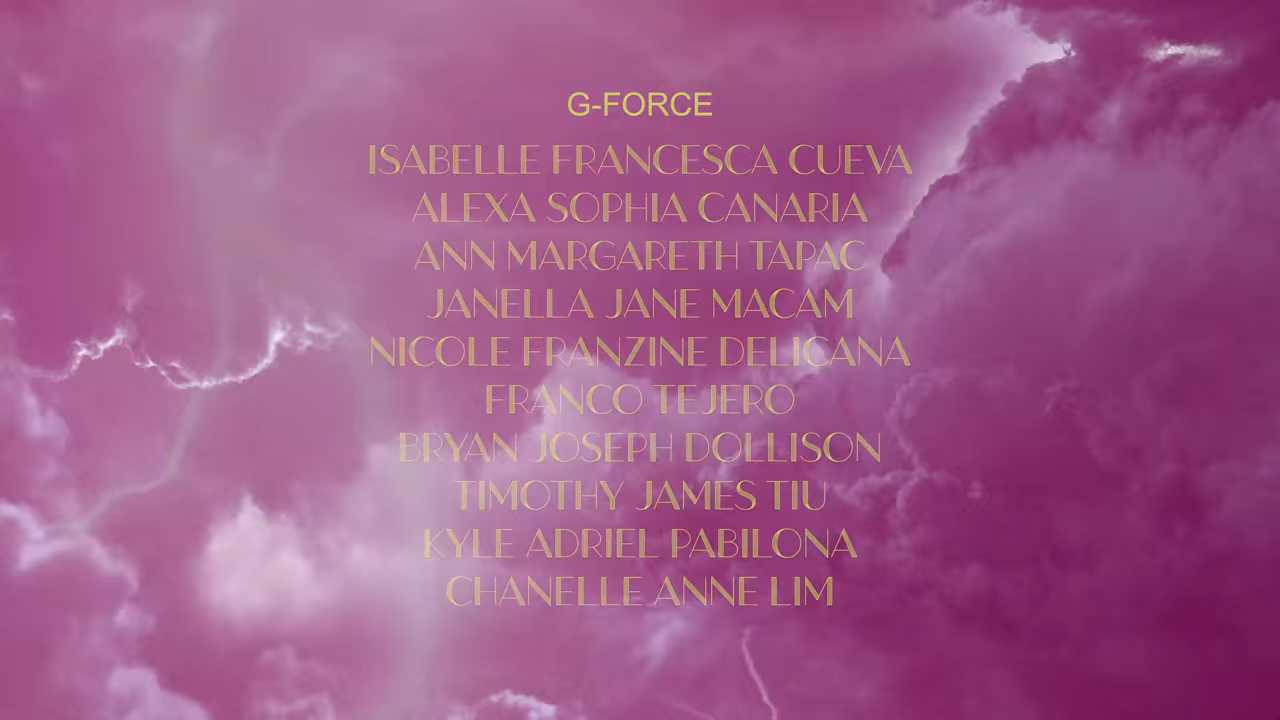 G-FORCE
ISABELLE FRANCESCA CUEVA
ALEXA SOPHIA CANARIA
ANN MARGARETH TAPAC
JANELLA JANE MACAM
NICOLE FRANZINE DELICANA
FRANCO TEJERO
BRYAN JOSEPH DOLLISON
TIMOTHY JAMES TIU
KYLE ADRIEL PABILONA
CHANELLE ANNE LIM